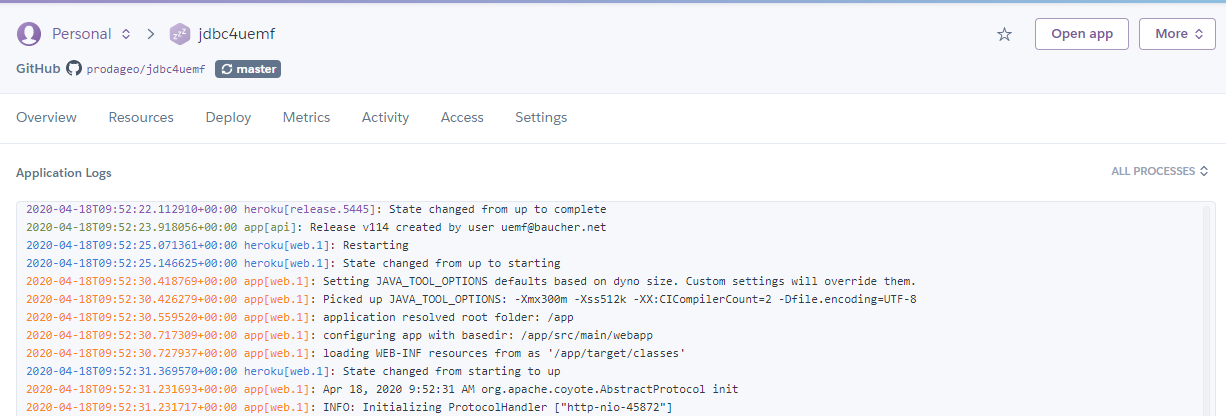 Personal > jdbc4uemf Open app More
GitHub prodageo/jdbc4uemf master
Overview Resources Deploy Metrics Activity Access Settings
Application Logs ALL PROCESSES
2020-04-18T09:52:22.112910+00:00 heroku[release.5445]: State changed from up to complete
2020-04-18T09:52:23.918056+00:00 app[api]: Release v114 created by user uemf@baucher.net
2020-04-18T09:52:25.071361+00:00 heroku[web.1]: Restarting
2020-04-18T09:52:25.146625+00:00 heroku[web.1]: State changed from up to starting
2020-04-18T09:52:30.418769+00:00 app[web.1]: Setting JAVA_TOOL_OPTIONS defaults based on dyno size. Custom settings will override them.
2020-04-18T09:52:30.426279+00:00 app[web.1]: Picked up JAVA_TOOL_OPTIONS: -Xmx300m -Xss512k -XX:CICompilerCount=2 -Dfile.encoding=UTF-8
2020-04-18T09:52:30.559520+00:00 app[web.1]: application resolved root folder: /app
2020-04-18T09:52:30.717309+00:00 app[web.1]: configuring app with basedir: /app/src/main/webapp
2020-04-18T09:52:30.727937+00:00 app[web.1]: loading WEB-INF resources from as '/app/target/classes'
2020-04-18T09:52:31.369570+00:00 heroku[web.1]: State changed from starting to up
2020-04-18T09:52:31.231693+00:00 app[web.1]: Apr 18, 2020 9:52:31 AM org.apache.coyote.AbstractProtocol init
2020-04-18T09:52:31.231717+00:00 app[web.1]: INFO: Initializing ProtocolHandler ["http-nio-45872"]